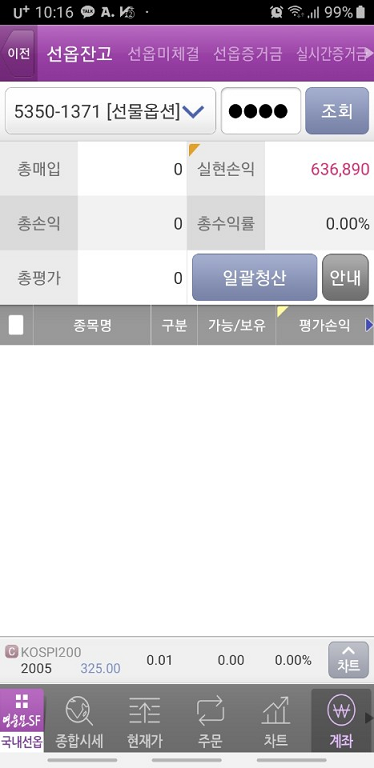 U+ 10:16 TALK A. 99%
이전 선옵잔고 선옵미체결 선옵증거금 실시간증거금
5350-1371 [선물옵션] ●●●● 조회
총매입 0 실현손익 636,890
총손익 0 총수익률 0.00%
총평가 0 일괄청산 안내
종목명 구분 가능/보유 평가손익
C KOSPI200
2005 325.00 0.01 0.00 0.00% 차트
영웅문SF
국내선옵 종합시세 현재가 주문 차트 계좌